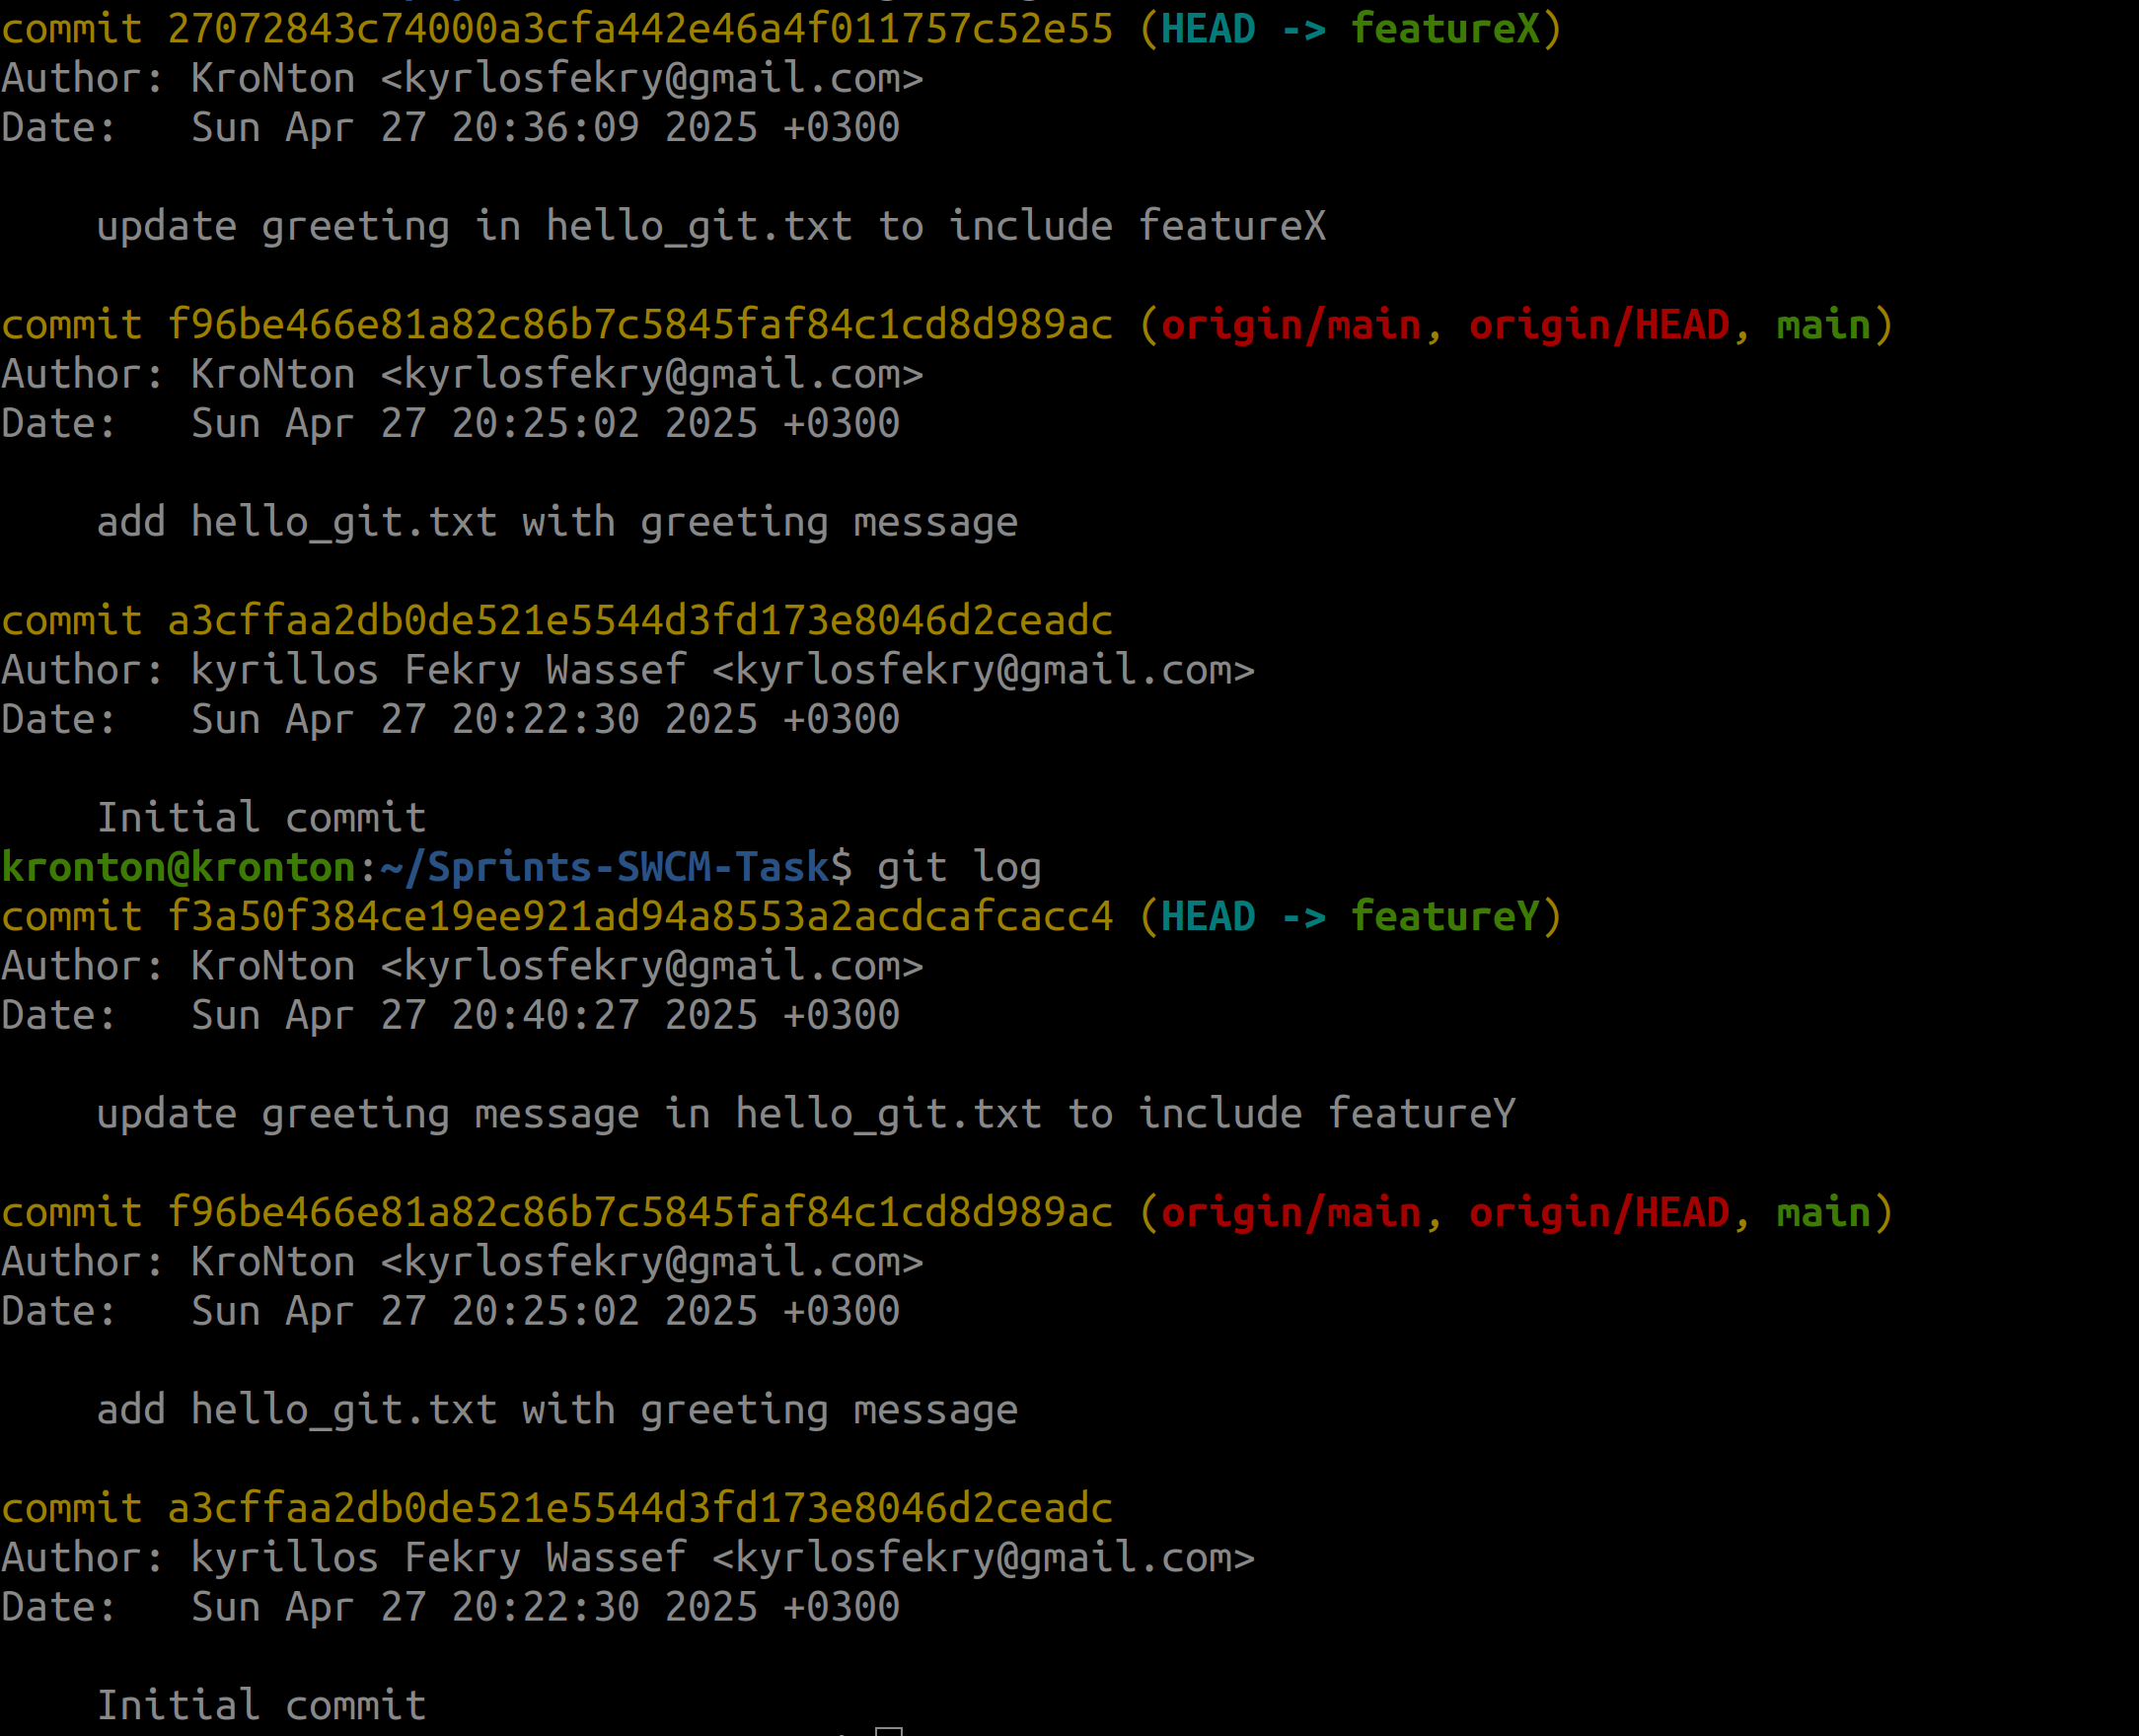 commit 27072843c74000a3cfa442e46a4f011757c52e55 (HEAD -> featureX)
Author: KroNton <kyrlosfekry@gmail.com>
Date:   Sun Apr 27 20:36:09 2025 +0300

    update greeting in hello_git.txt to include featureX

commit f96be466e81a82c86b7c5845faf84c1cd8d989ac (origin/main, origin/HEAD, main)
Author: KroNton <kyrlosfekry@gmail.com>
Date:   Sun Apr 27 20:25:02 2025 +0300

    add hello_git.txt with greeting message

commit a3cffaa2db0de521e5544d3fd173e8046d2ceadc
Author: kyrillos Fekry Wassef <kyrlosfekry@gmail.com>
Date:   Sun Apr 27 20:22:30 2025 +0300

    Initial commit
kronton@kronton:~/Sprints-SWCM-Task$ git log
commit f3a50f384ce19ee921ad94a8553a2acdcafcacc4 (HEAD -> featureY)
Author: KroNton <kyrlosfekry@gmail.com>
Date:   Sun Apr 27 20:40:27 2025 +0300

    update greeting message in hello_git.txt to include featureY

commit f96be466e81a82c86b7c5845faf84c1cd8d989ac (origin/main, origin/HEAD, main)
Author: KroNton <kyrlosfekry@gmail.com>
Date:   Sun Apr 27 20:25:02 2025 +0300

    add hello_git.txt with greeting message

commit a3cffaa2db0de521e5544d3fd173e8046d2ceadc
Author: kyrillos Fekry Wassef <kyrlosfekry@gmail.com>
Date:   Sun Apr 27 20:22:30 2025 +0300

    Initial commit